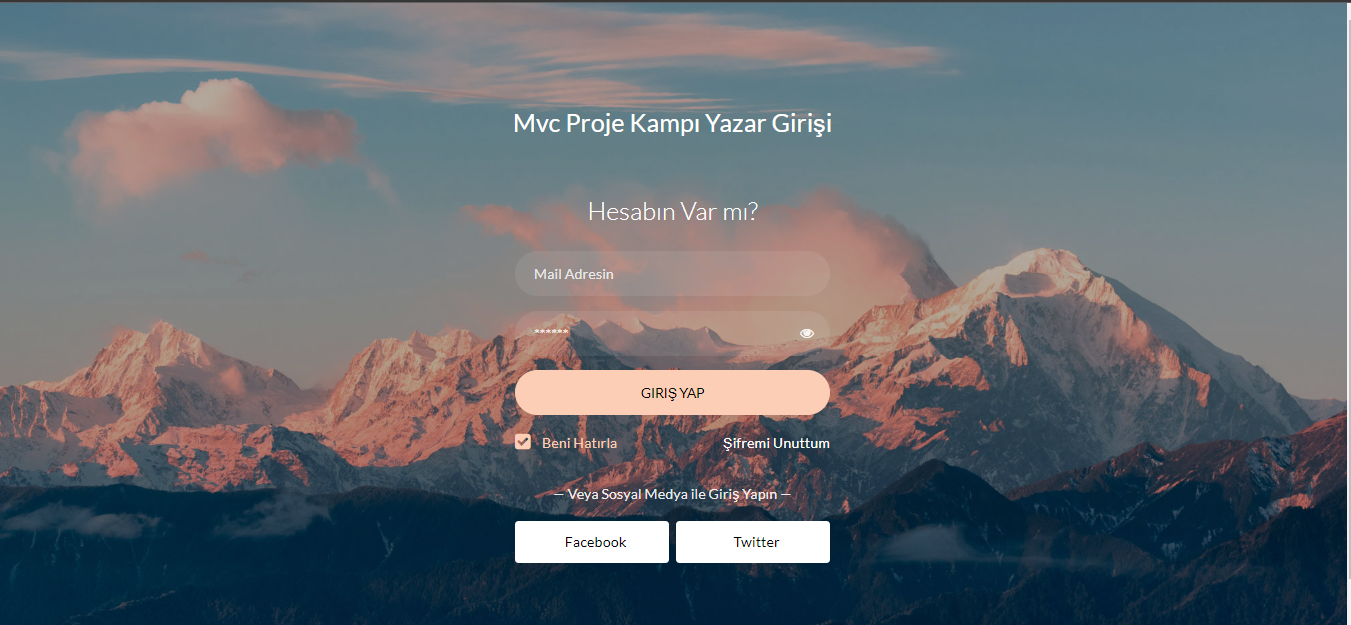 Mvc Proje Kampı Yazar Girişi
Hesabın Var mı?
Mail Adresin
******
GIRIŞ YAP
Beni Hatırla Şifremi Unuttum
— Veya Sosyal Medya ile Giriş Yapın —
Facebook Twitter